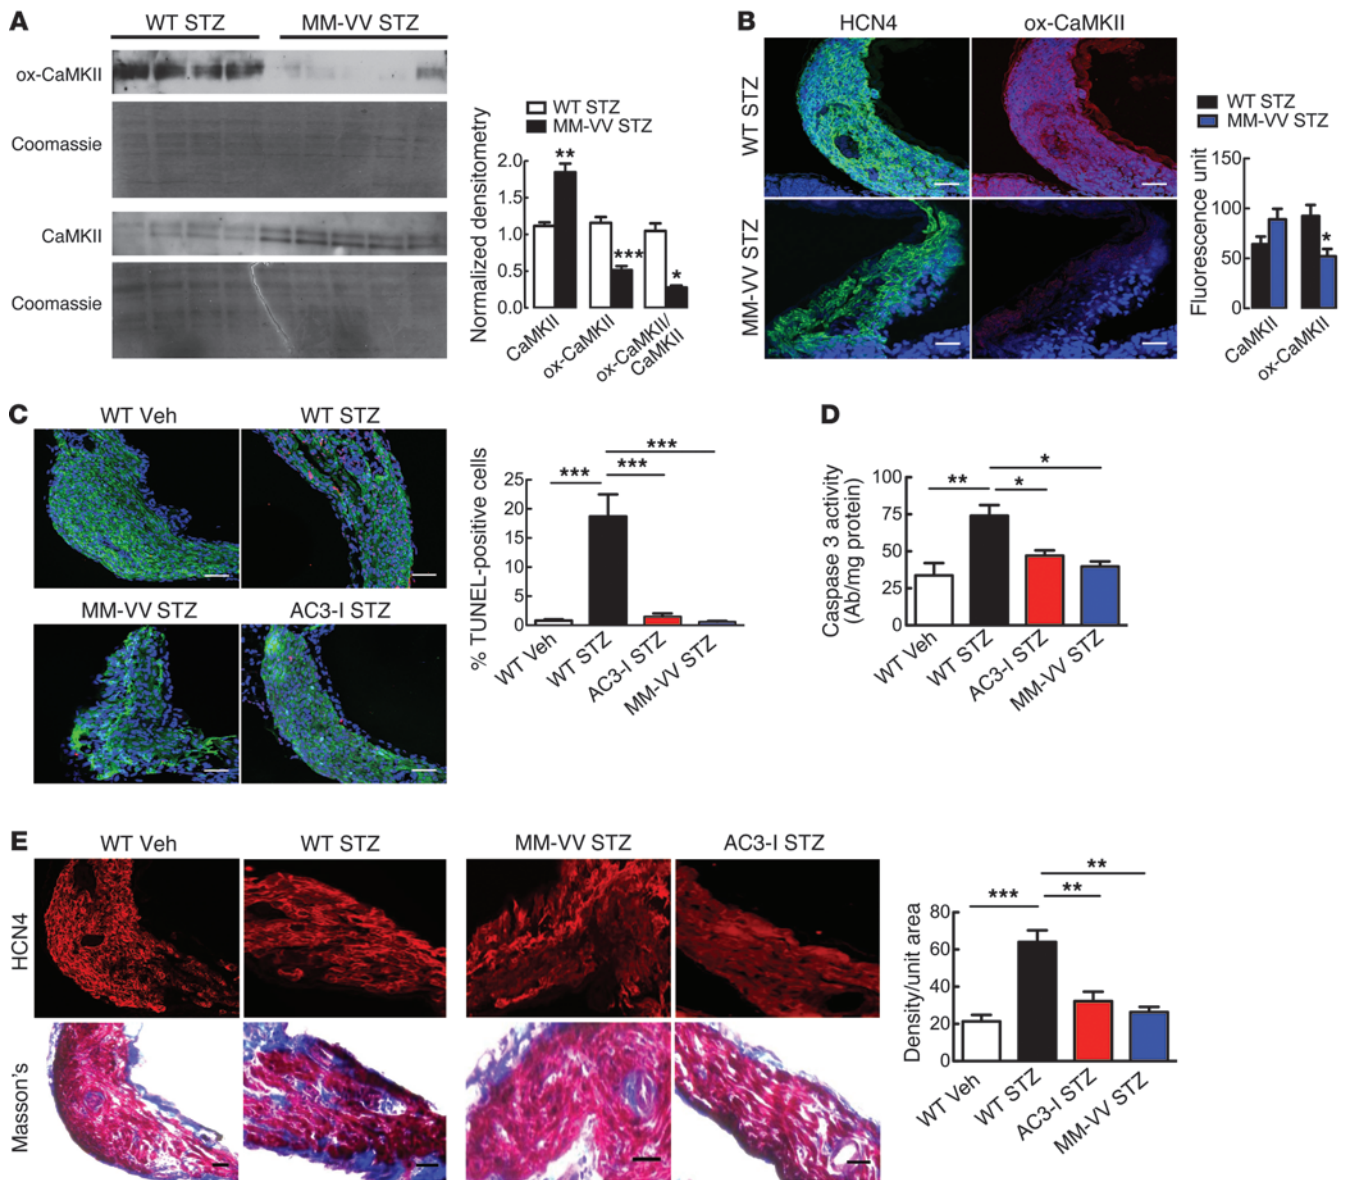 A
WT STZ
MM-VV STZ
ox-CaMKII
Coomassie
CaMKII
Coomassie
WT STZ
MM-VV STZ
Normalized densitometry
2.0
1.5
1.0
0.5
0.0
**
***
*
CaMKII
ox-CaMKII
ox-CaMKII/
CaMKII
B
HCN4
ox-CaMKII
WT STZ
MM-VV STZ
WT STZ
MM-VV STZ
Fluorescence unit
150
100
50
0
*
CaMKII
ox-CaMKII
C
WT Veh
WT STZ
MM-VV STZ
AC3-I STZ
% TUNEL-positive cells
25
20
15
10
5
0
***
***
***
WT Veh
WT STZ
AC3-I STZ
MM-VV STZ
D
Caspase 3 activity
(Ab/mg protein)
100
75
50
25
0
**
*
*
WT Veh
WT STZ
AC3-I STZ
MM-VV STZ
E
WT Veh
WT STZ
MM-VV STZ
AC3-I STZ
HCN4
Masson's
Density/unit area
80
60
40
20
0
***
**
**
WT Veh
WT STZ
AC3-I STZ
MM-VV STZ